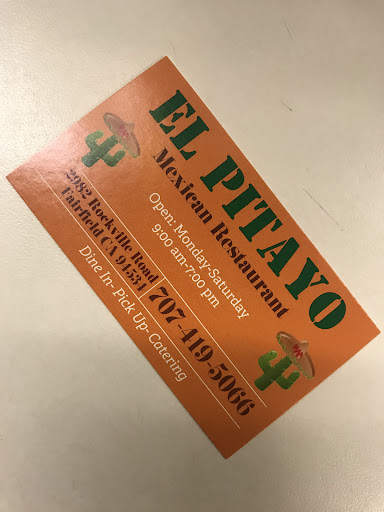 EL PITAYO
Mexican Restaurant
Open: Monday-Saturday
9:00 am-7:00 pm
2982 Rockville Road
Fairfield CA 94534
707-419-5066
Dine In- Pick Up- Catering